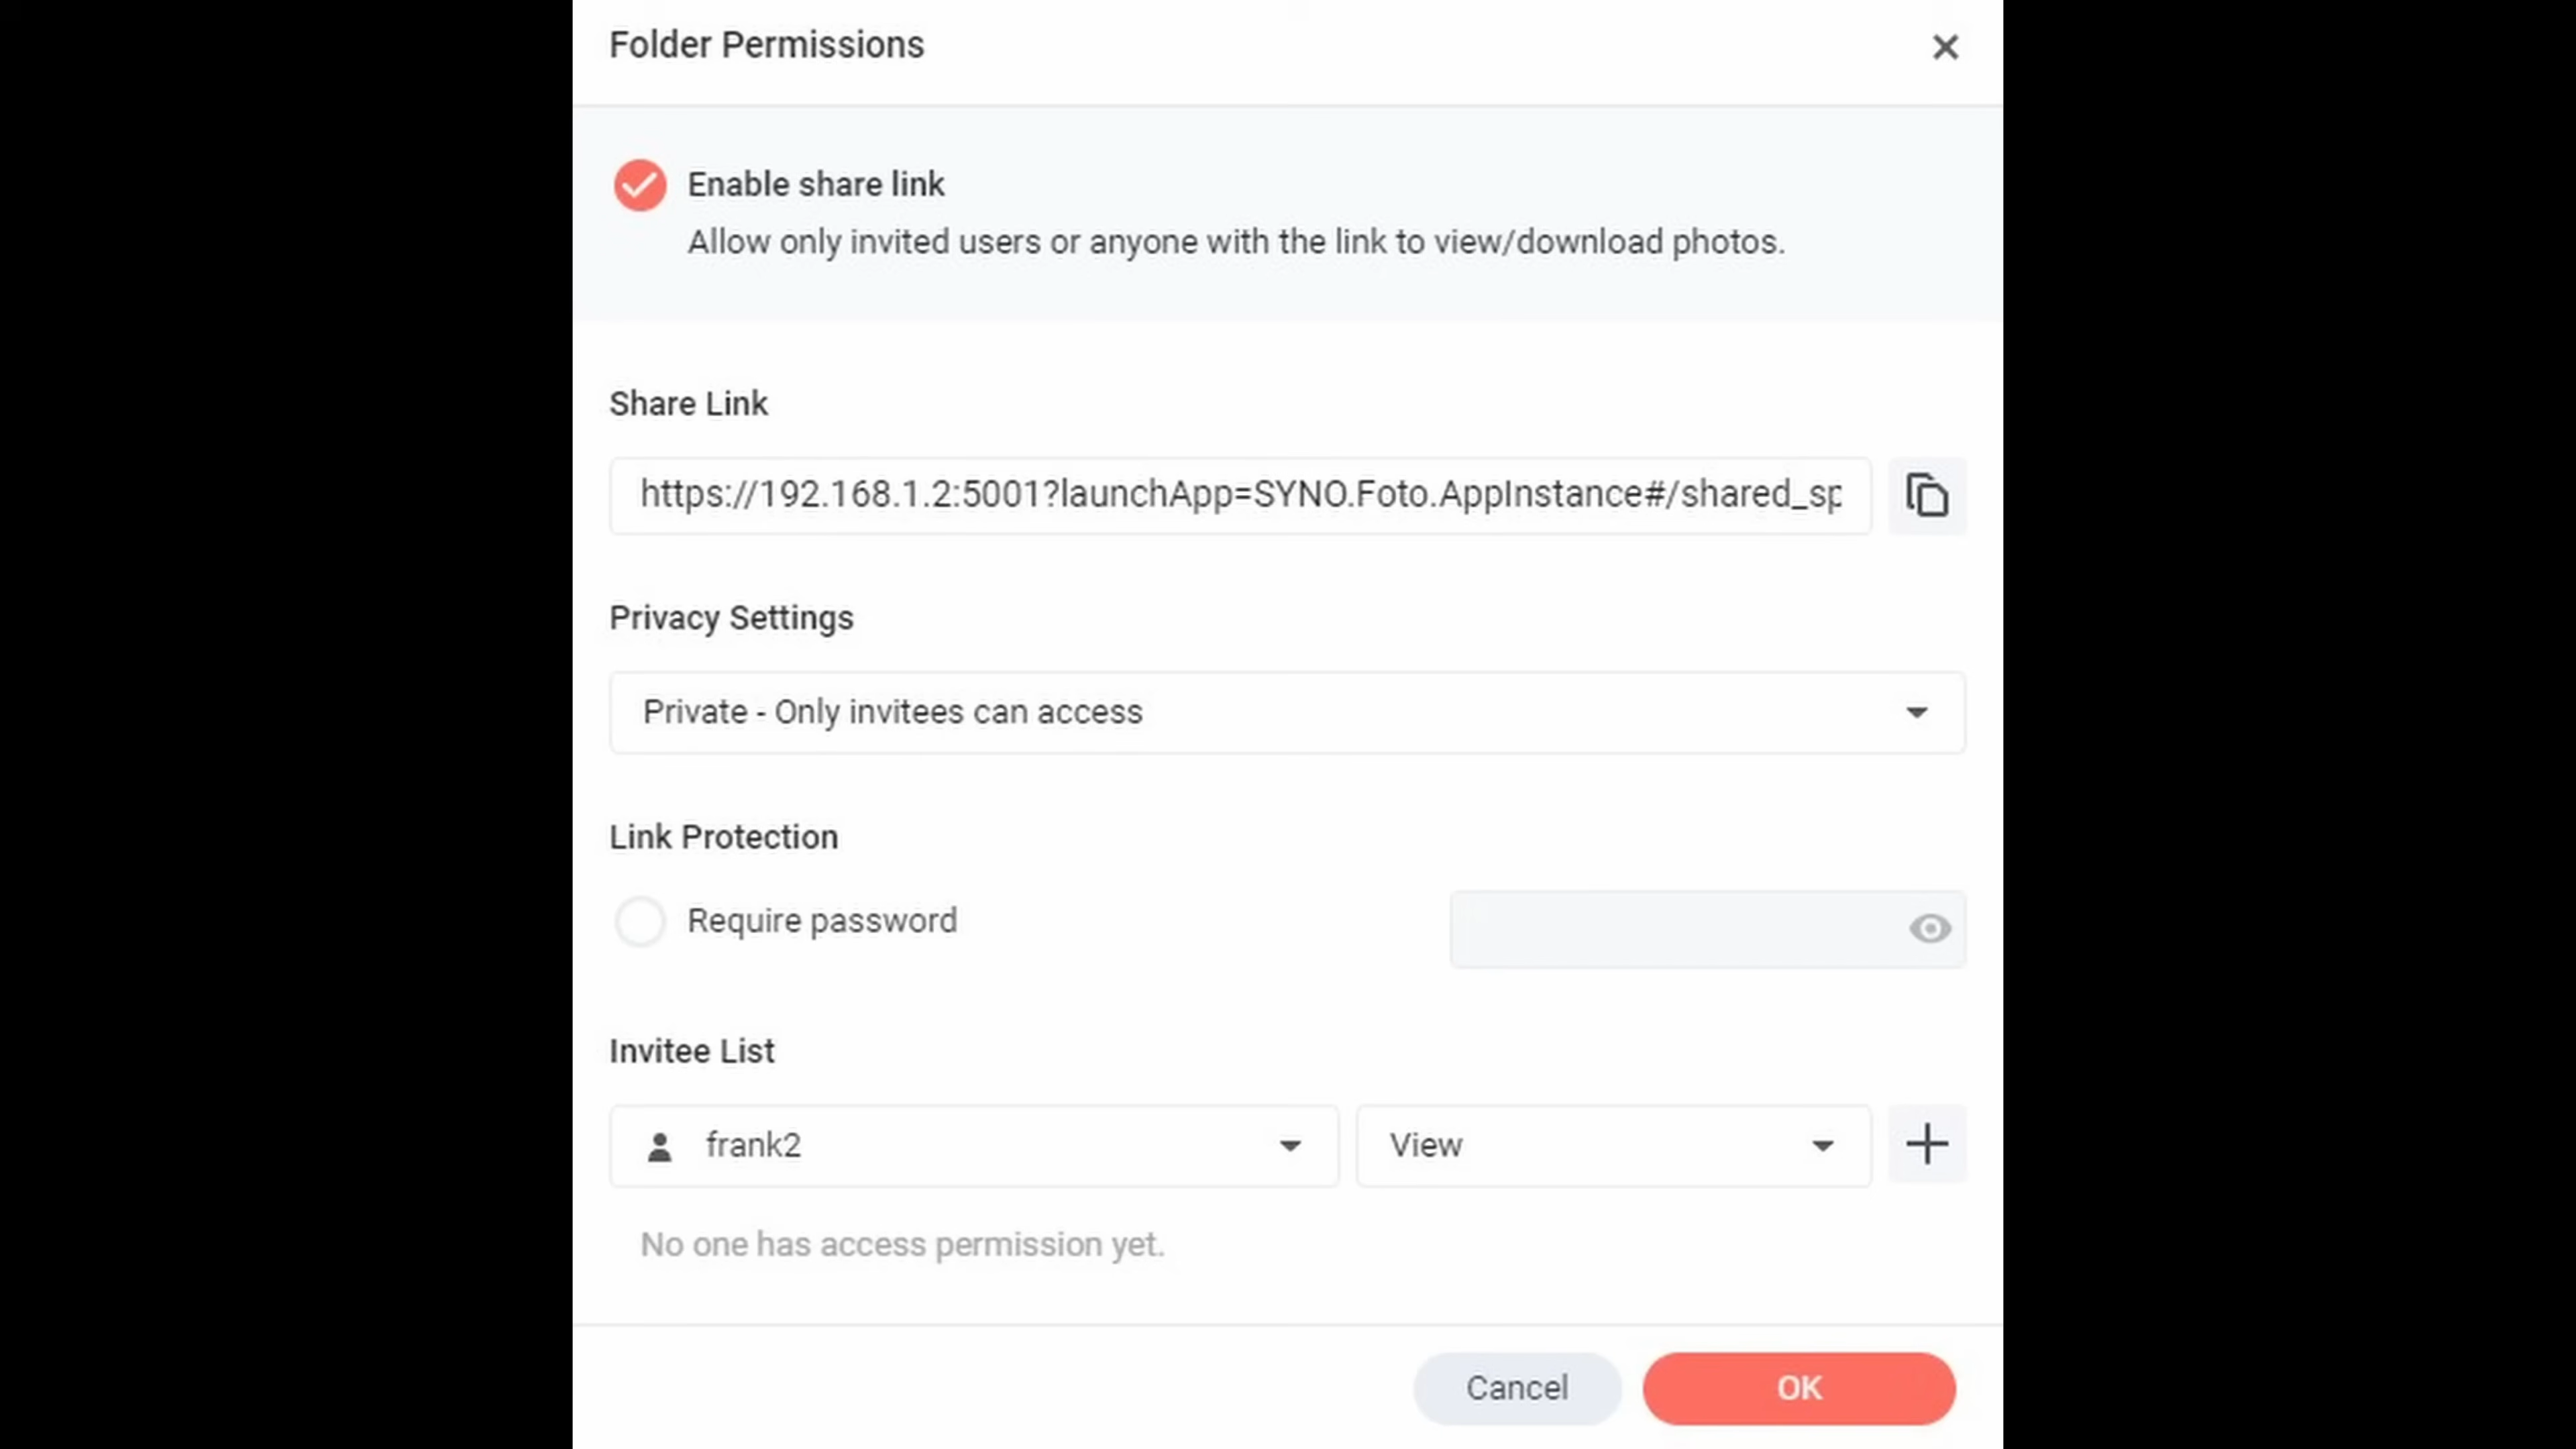 Folder Permissions
Enable share link
Allow only invited users or anyone with the link to view/download photos.
Share Link
https://192.168.1.2:5001?launchApp=SYNO.Foto.AppInstance#/shared_sp
Privacy Settings
Private - Only invitees can access
Link Protection
Require password
Invitee List
frank2 View
No one has access permission yet.
Cancel OK